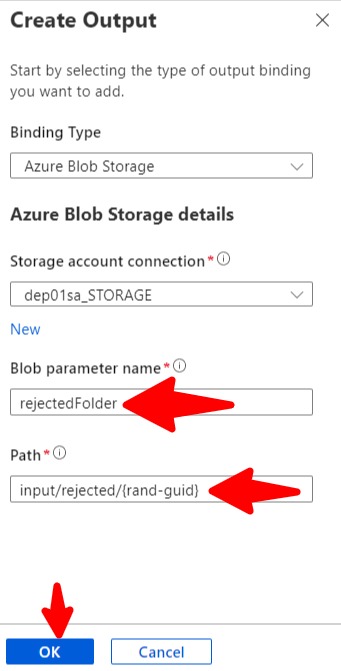 Create Output
Start by selecting the type of output binding
you want to add.
Binding Type
Azure Blob Storage
Azure Blob Storage details
Storage account connection *
dep01sa_STORAGE
New
Blob parameter name *
rejectedFolder
Path *
input/rejected/{rand-guid}
OK
Cancel